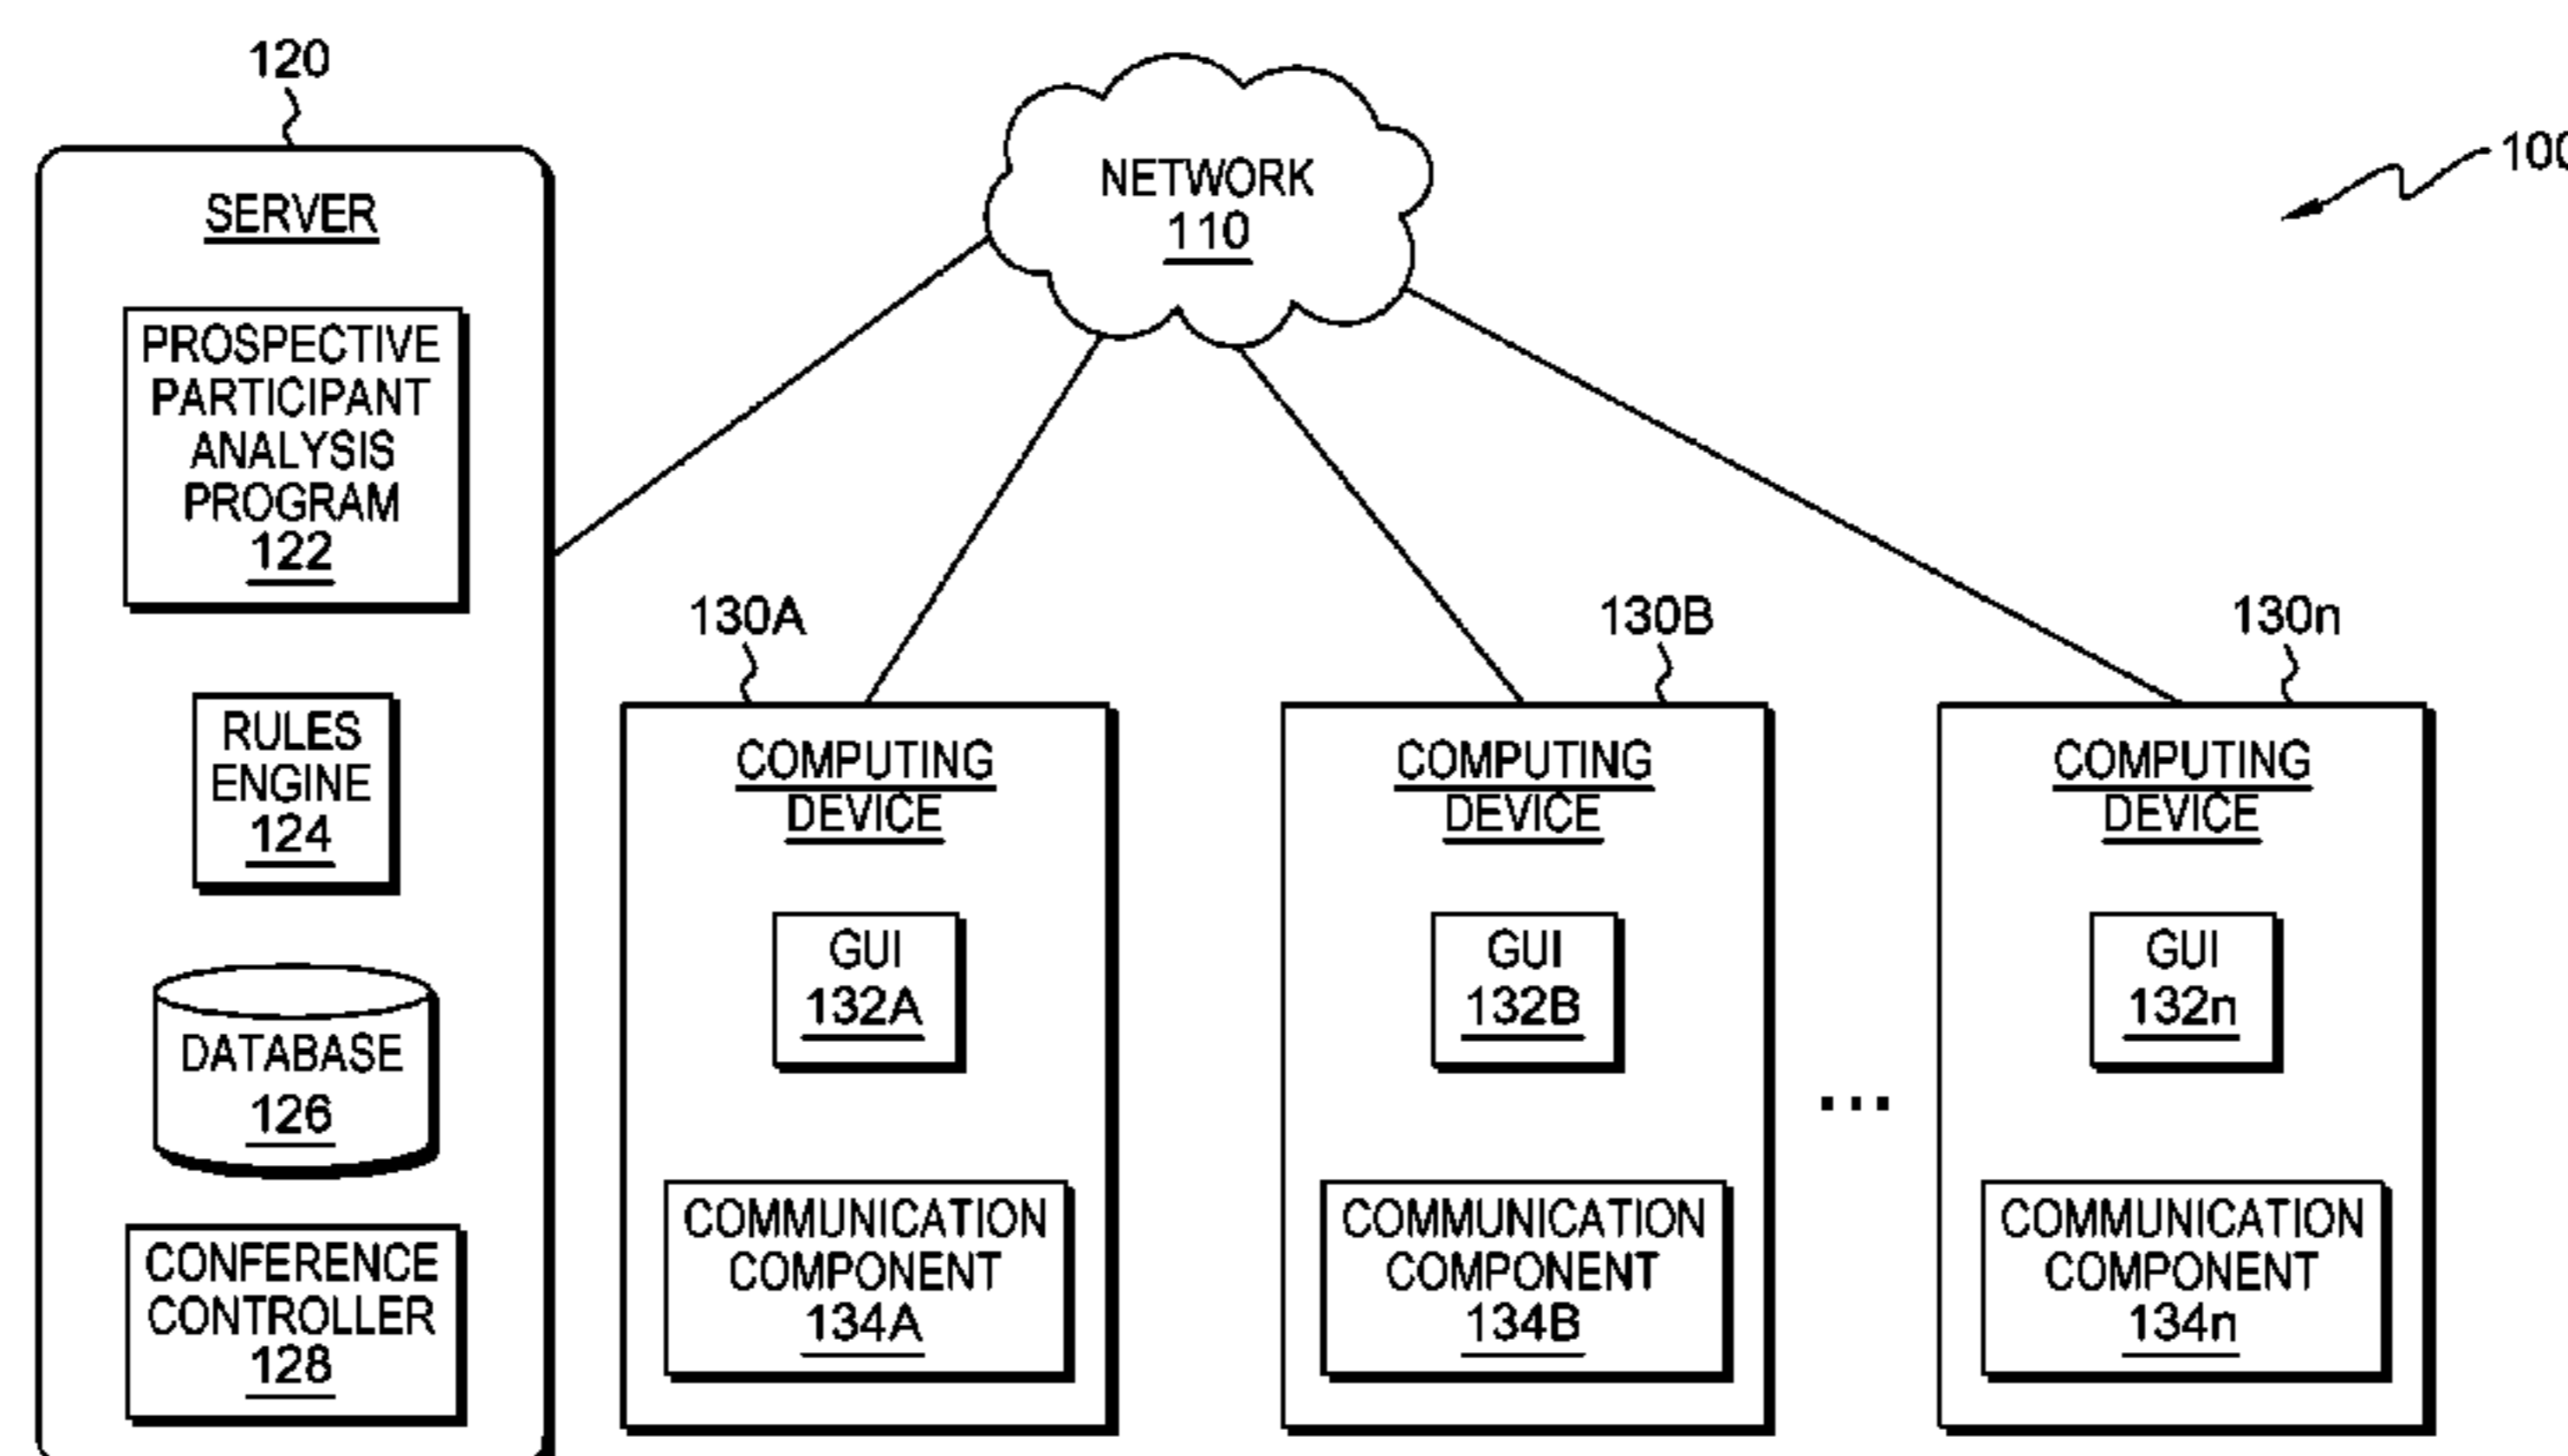 120
SERVER
PROSPECTIVE
PARTICIPANT
ANALYSIS
PROGRAM
122
RULES
ENGINE
124
DATABASE
126
CONFERENCE
CONTROLLER
128
NETWORK
110
100
130A
COMPUTING
DEVICE
GUI
132A
COMMUNICATION
COMPONENT
134A
130B
COMPUTING
DEVICE
GUI
132B
COMMUNICATION
COMPONENT
134B
...
130n
COMPUTING
DEVICE
GUI
132n
COMMUNICATION
COMPONENT
134n